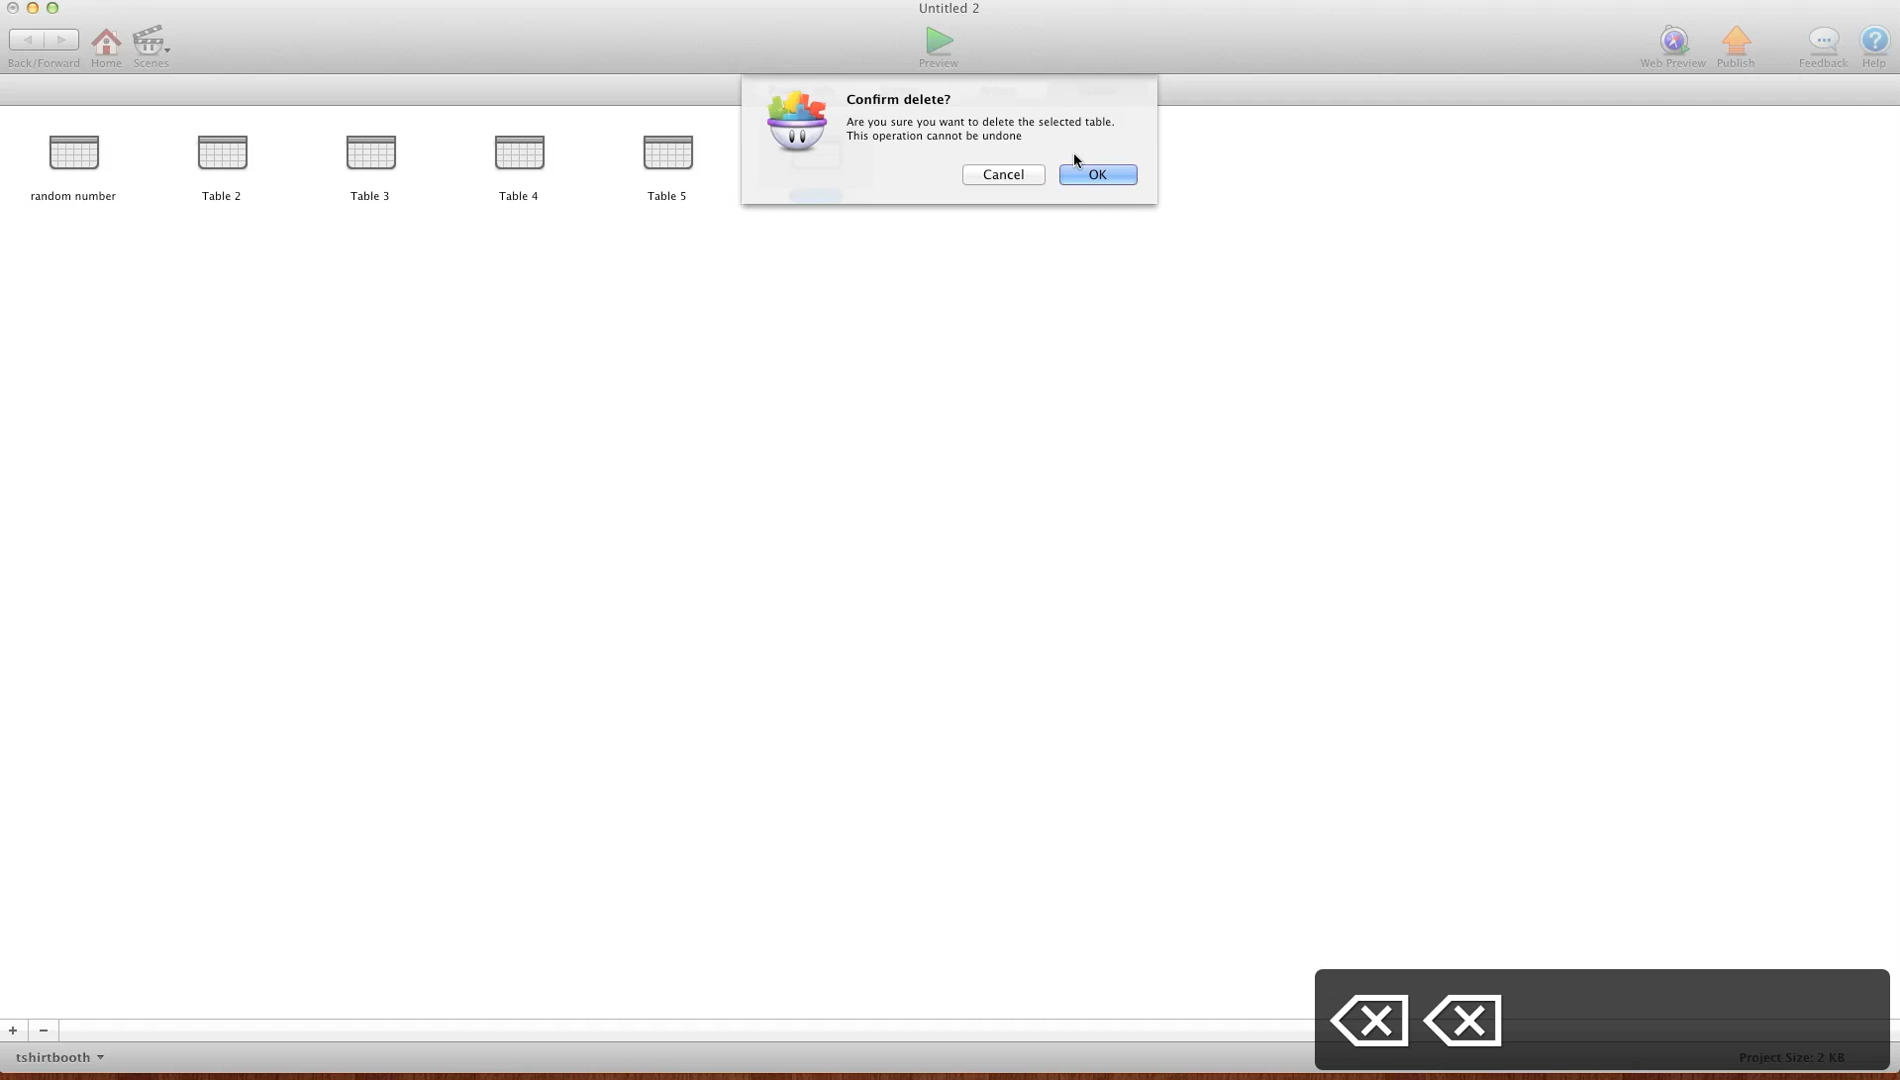 Untitled 2
Back/Forward
Home
Scenes
Preview
Web Preview
Publish
Feedback
Help
Confirm delete?
Are you sure you want to delete the selected table.
This operation cannot be undone
Cancel
OK
random number
Table 2
Table 3
Table 4
Table 5
+
−
tshirtbooth
Project Size: 2 KB